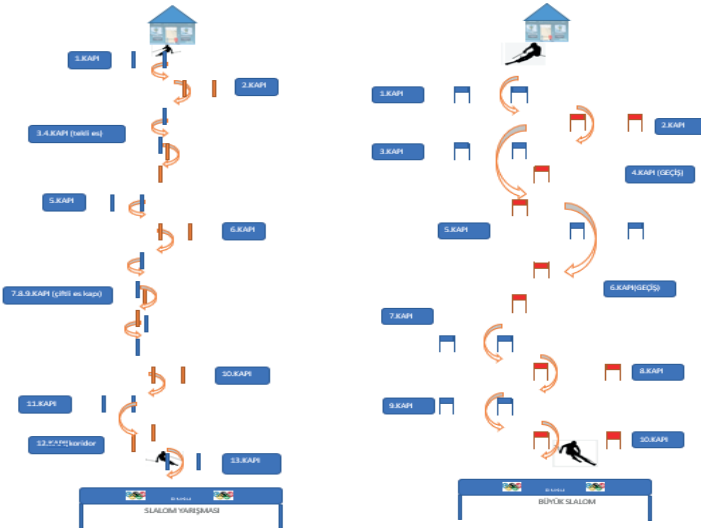 1.KAPI
2.KAPI
3.4.KAPI (tekli es)
5.KAPI
6.KAPI
7.8.9.KAPI (çiftli es kapı)
10.KAPI
11.KAPI
12.KAPI koridor
13.KAPI
SLALOM YARIŞMASI
1.KAPI
2.KAPI
3.KAPI
4.KAPI (GEÇİŞ)
5.KAPI
6.KAPI(GEÇİŞ)
7.KAPI
8.KAPI
9.KAPI
10.KAPI
BÜYÜK SLALOM